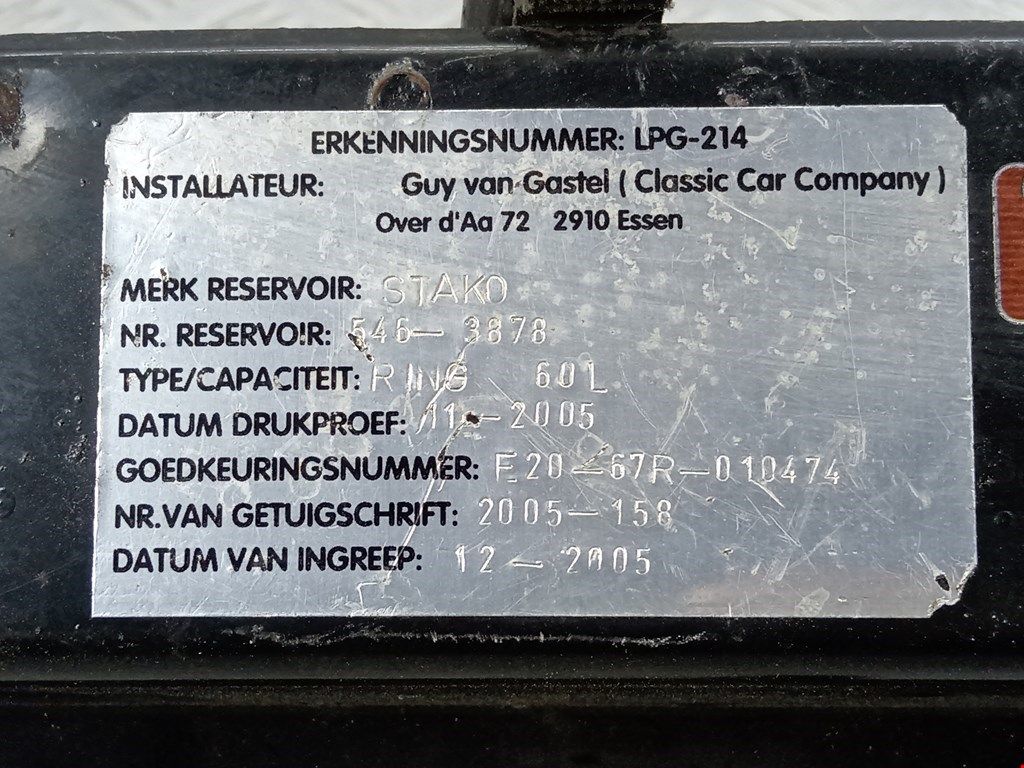 ERKENNINGSNUMMER: LPG-214
INSTALLATEUR: Guy van Gastel ( Classic Car Company )
Over d'Aa 72 2910 Essen
MERK RESERVOIR: STAKO
NR. RESERVOIR: 546-3878
TYPE/CAPACITEIT: RING 60L
DATUM DRUKPROEF: 11-2005
GOEDKEURINGSNUMMER: E20-67R-010474
NR.VAN GETUIGSCHRIFT: 2005-158
DATUM VAN INGREEP: 12-2005